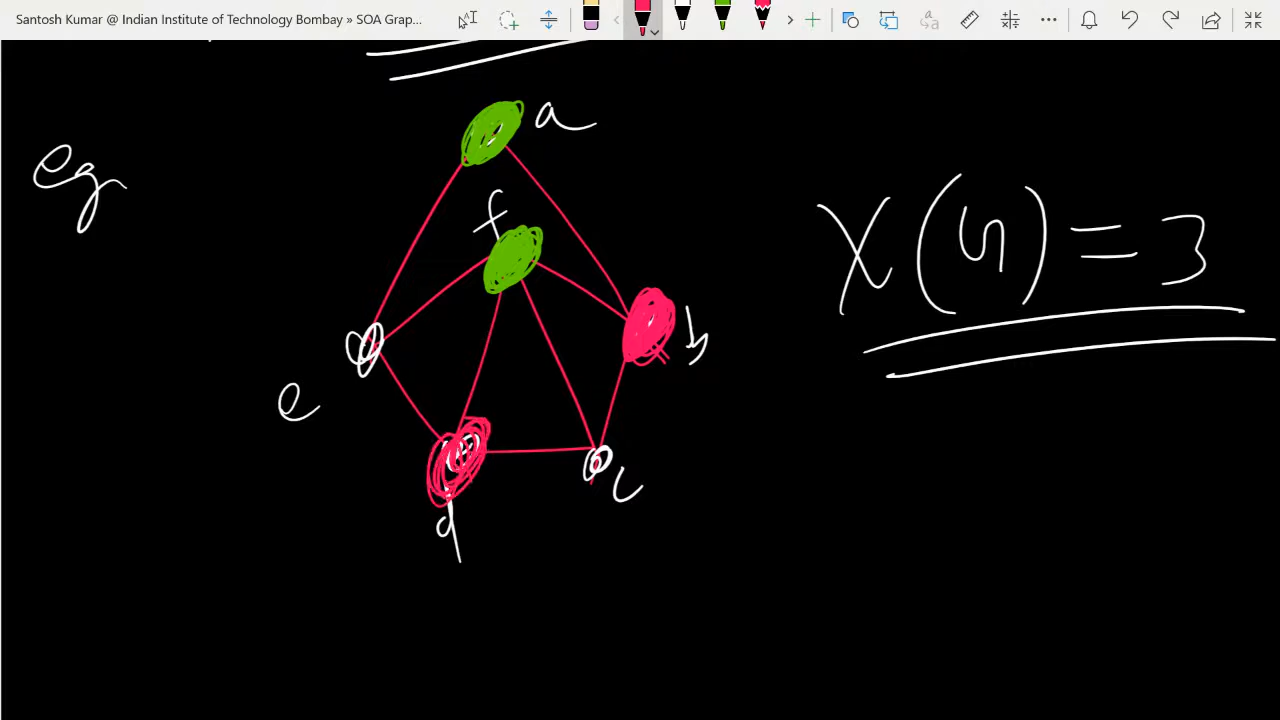 Santosh Kumar @ Indian Institute of Technology Bombay » SOA Grap...
eg
a
f
χ(G) = 3
b
e
c
d